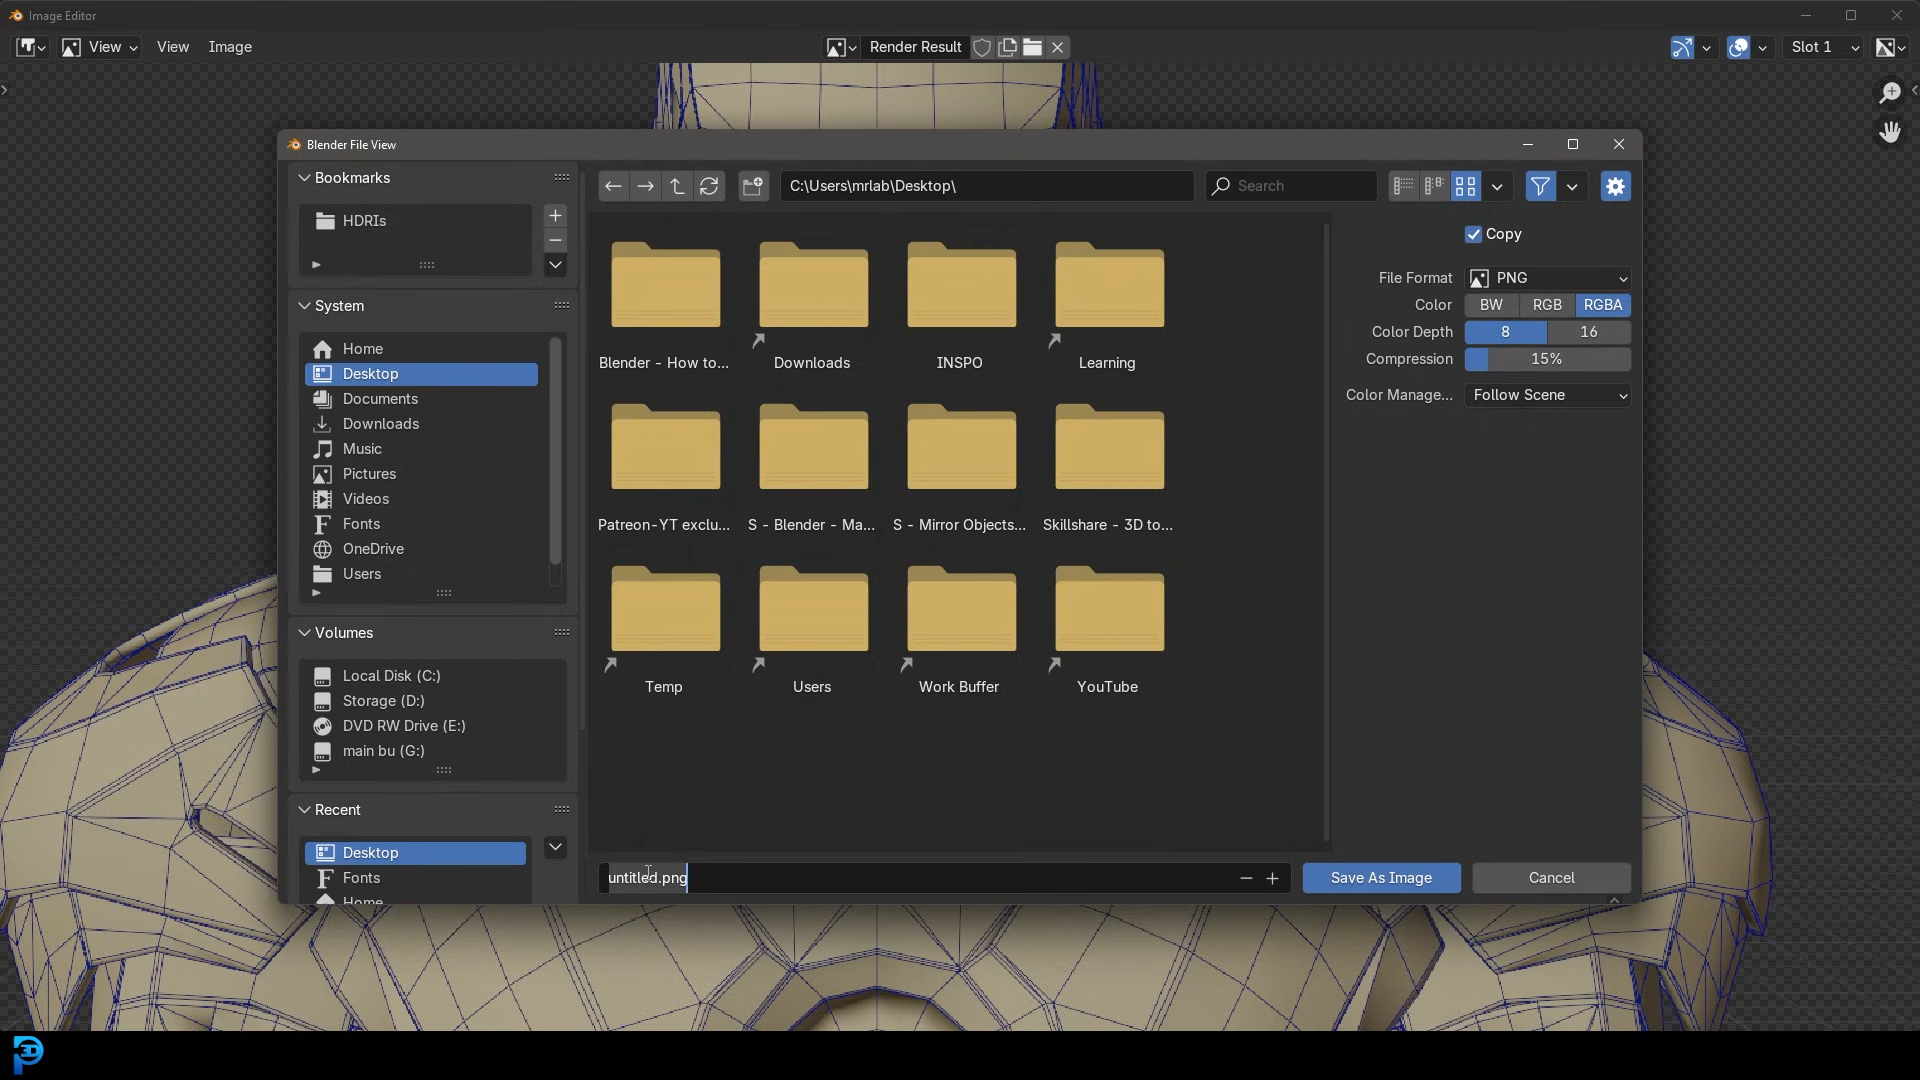 Image Editor
View View Image Render Result Slot 1
Blender File View
Bookmarks
HDRIs
System
Home
Desktop
Documents
Downloads
Music
Pictures
Videos
Fonts
OneDrive
Users
Volumes
Local Disk (C:)
Storage (D:)
DVD RW Drive (E:)
main bu (G:)
Recent
Desktop
Fonts
Home
C:\Users\mrlab\Desktop\ Search
Blender - How to... Downloads INSPO Learning
Patreon-YT exclu... S - Blender - Ma... S - Mirror Objects... Skillshare - 3D to...
Temp Users Work Buffer YouTube
Copy
File Format PNG
Color BW RGB RGBA
Color Depth 8 16
Compression 15%
Color Manage... Follow Scene
untitled.png Save As Image Cancel
3D